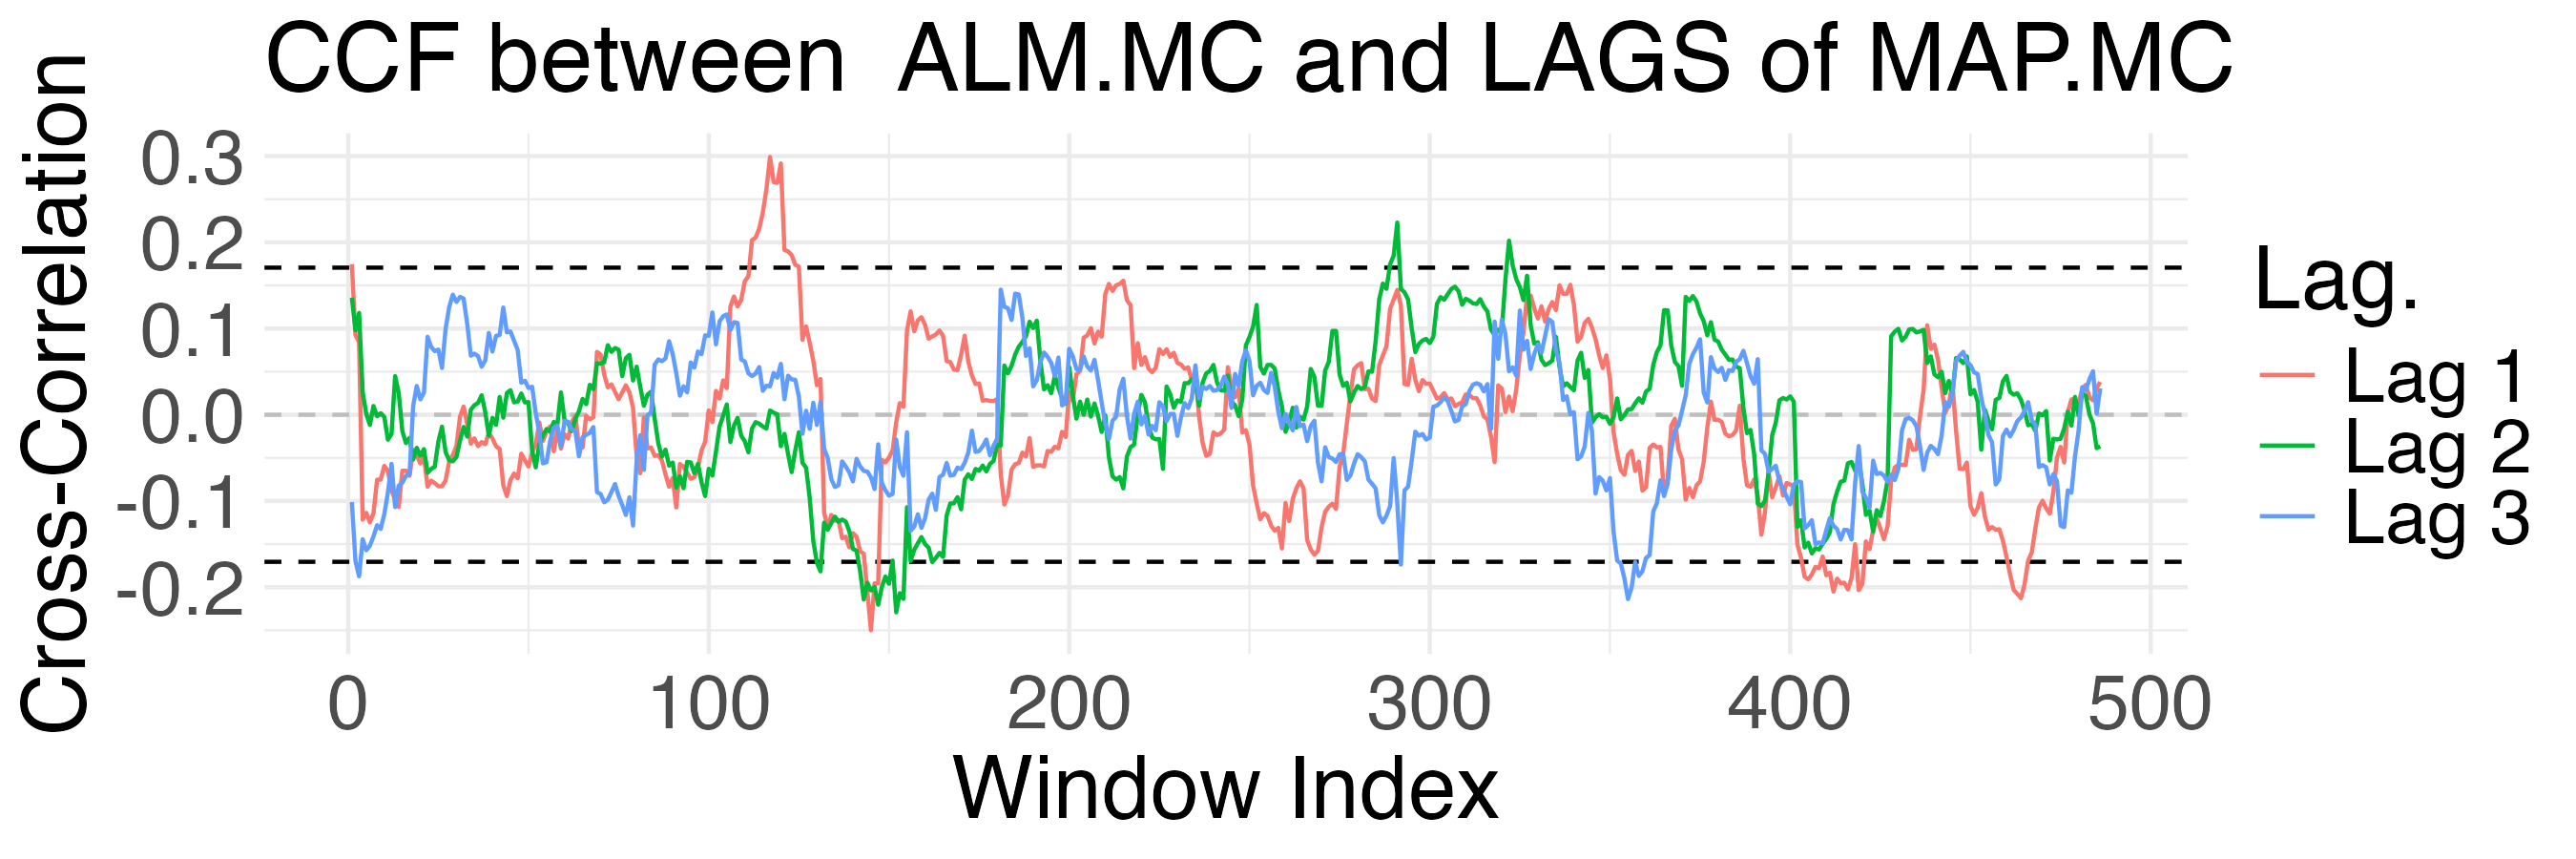 CCF between  ALM.MC and LAGS of MAP.MC
Cross-Correlation
0.3
0.2
0.1
0.0
-0.1
-0.2
0
100
200
300
400
500
Window Index
Lag.
Lag 1
Lag 2
Lag 3